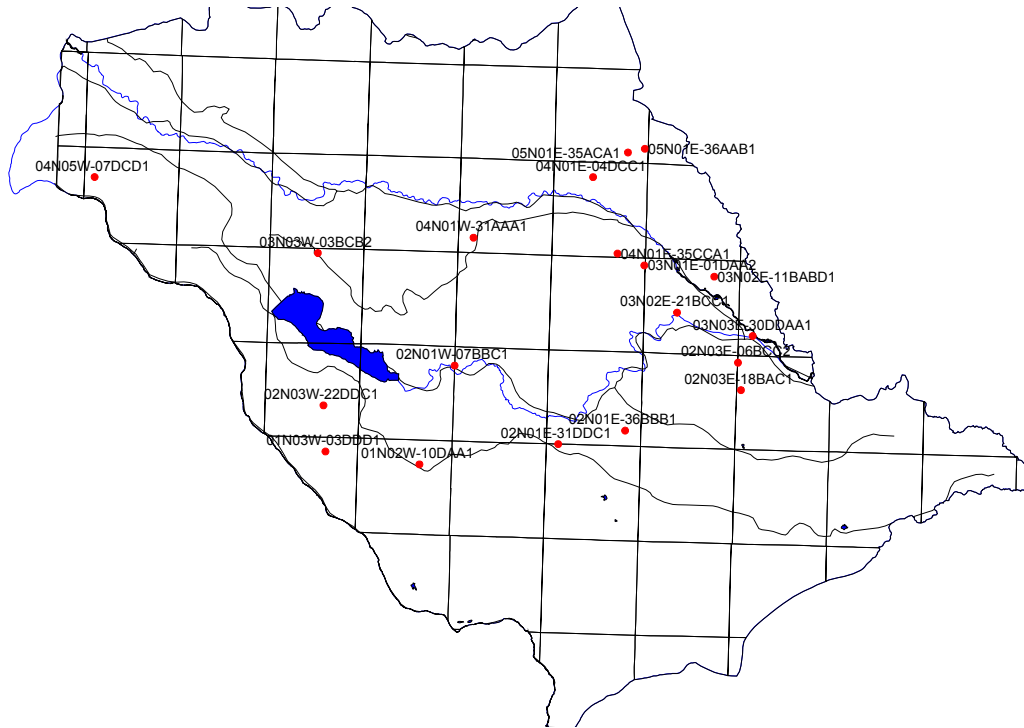 05N01E-35ACA1
05N01E-36AAB1
04N05W-07DCD1
04N01E-04DCC1
04N01W-31AAA1
03N03W-03BCB2
04N01E-35CCA1
03N01E-01DAA2
03N02E-11BABD1
03N02E-21BCC1
03N03E-30DDAA1
02N01W-07BBC1
02N03E-06BCC2
02N03E-18BAC1
02N03W-22DDC1
02N01E-36BBB1
02N01E-31DDC1
01N03W-03DDD1
01N02W-10DAA1